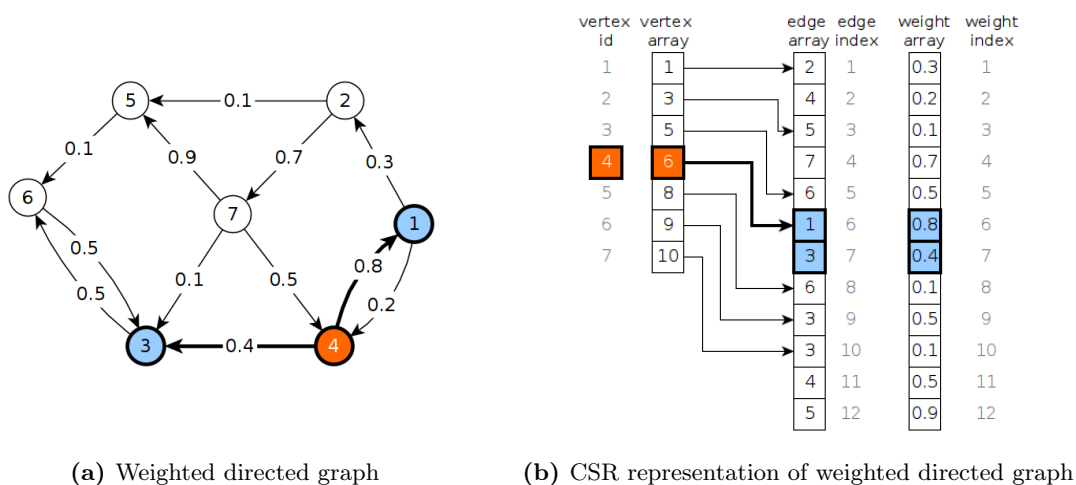 vertex vertex edge edge weight weight
id array array index array index
1 1 2 1 0.3 1
2 3 4 2 0.2 2
3 5 5 3 0.1 3
4 6 7 4 0.7 4
5 8 6 5 0.5 5
6 9 1 6 0.8 6
7 10 3 7 0.4 7
6 8 0.1 8
3 9 0.5 9
3 10 0.1 10
4 11 0.5 11
5 12 0.9 12
5 0.1 2
0.1 0.9 0.7 0.3
6
7 1
0.5 0.8
0.5 0.1 0.5 0.2
3 0.4 4
(a) Weighted directed graph
(b) CSR representation of weighted directed graph